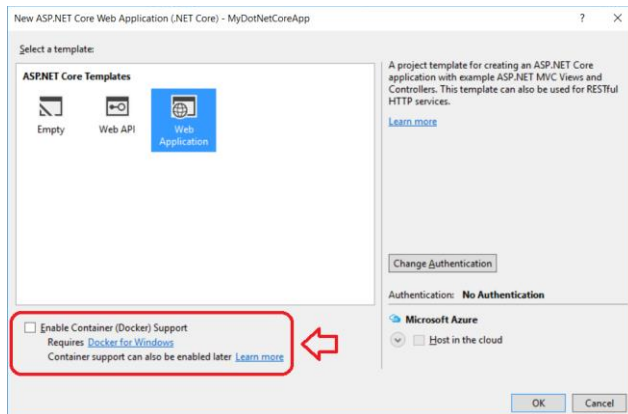 New ASP.NET Core Web Application (.NET Core) - MyDotNetCoreApp
Select a template:
ASP.NET Core Templates
Empty
Web API
Web
Application
A project template for creating an ASP.NET Core
application with example ASP.NET MVC Views and
Controllers. This template can also be used for RESTful
HTTP services.
Learn more
Change Authentication
Authentication: No Authentication
Microsoft Azure
Host in the cloud
Enable Container (Docker) Support
Requires Docker for Windows
Container support can also be enabled later Learn more
OK
Cancel